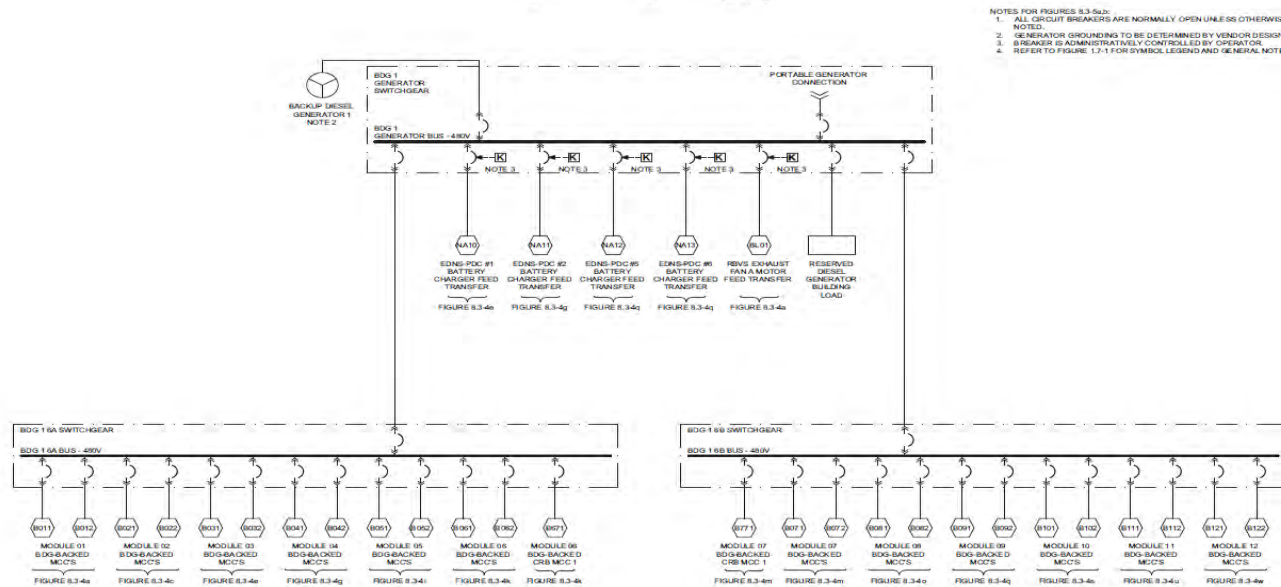 NOTES FOR FIGURES 8.3-5a,b:
1. ALL CIRCUIT BREAKERS ARE NORMALLY OPEN UNLESS OTHERWIS
NOTED.
2. GENERATOR GROUNDING TO BE DETERMINED BY VENDOR DESIGN
3. BREAKER IS ADMINISTRATIVELY CONTROLLED BY OPERATOR.
4. REFER TO FIGURE 1.7-1 FOR SYMBOL LEGEND AND GENERAL NOTE
BACKUP DIESEL
GENERATOR 1
NOTE 2
BDG 1
GENERATOR
SWITCHGEAR
PORTABLE GENERATOR
CONNECTION
BDG 1
GENERATOR BUS - 480V
K K K K K
NOTE 3 NOTE 3 NOTE 3 NOTE 3 NOTE 3
NA10 NA11 NA12 NA13 BL01
EDNS-PDC #1
BATTERY
CHARGER FEED
TRANSFER
FIGURE 8.3-4e
EDNS-PDC #2
BATTERY
CHARGER FEED
TRANSFER
FIGURE 8.3-4g
EDNS-PDC #5
BATTERY
CHARGER FEED
TRANSFER
FIGURE 8.3-4q
EDNS-PDC #6
BATTERY
CHARGER FEED
TRANSFER
FIGURE 8.3-4q
RBVS EXHAUST
FAN A MOTOR
FEED TRANSFER
FIGURE 8.3-4a
RESERVED
DIESEL
GENERATOR
BUILDING
LOAD
BDG 1 6A SWITCHGEAR
BDG 1 6A BUS - 480V
B011 B012 B021 B022 B031 B032 B041 B042 B051 B052 B061 B062 B671
MODULE 01
BDG-BACKED
MCC'S
FIGURE 8.3-4a
MODULE 02
BDG-BACKED
MCC'S
FIGURE 8.3-4c
MODULE 03
BDG-BACKED
MCC'S
FIGURE 8.3-4e
MODULE 04
BDG-BACKED
MCC'S
FIGURE 8.3-4g
MODULE 05
BDG-BACKED
MCC'S
FIGURE 8.3-4i
MODULE 06
BDG-BACKED
MCC'S
FIGURE 8.3-4k
MODULE 06
BDG-BACKED
CRB MCC 1
FIGURE 8.3-4k
BDG 1 6B SWITCHGEAR
BDG 1 6B BUS - 480V
B771 B071 B072 B081 B082 B091 B092 B101 B102 B111 B112 B121 B122
MODULE 07
BDG-BACKED
CRB MCC 1
FIGURE 8.3-4m
MODULE 07
BDG-BACKED
MCC'S
FIGURE 8.3-4m
MODULE 08
BDG-BACKED
MCC'S
FIGURE 8.3-4o
MODULE 09
BDG-BACKED
MCC'S
FIGURE 8.3-4q
MODULE 10
BDG-BACKED
MCC'S
FIGURE 8.3-4s
MODULE 11
BDG-BACKED
MCC'S
FIGURE 8.3-4u
MODULE 12
BDG-BACKED
MCC'S
FIGURE 8.3-4w